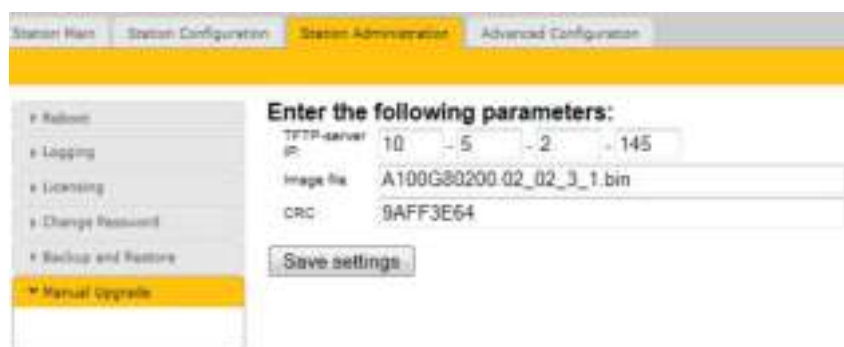 Station Main Station Configuration Station Administration Advanced Configuration
Enter the following parameters:
Reboot
TFTP-server
IP: 10 . 5 . 2 . 145
Logging
Image file A100G80200.02_02_3_1.bin
Licensing
CRC 9AFF3E64
Change Password
Backup and Restore
Save settings
Manual Upgrade